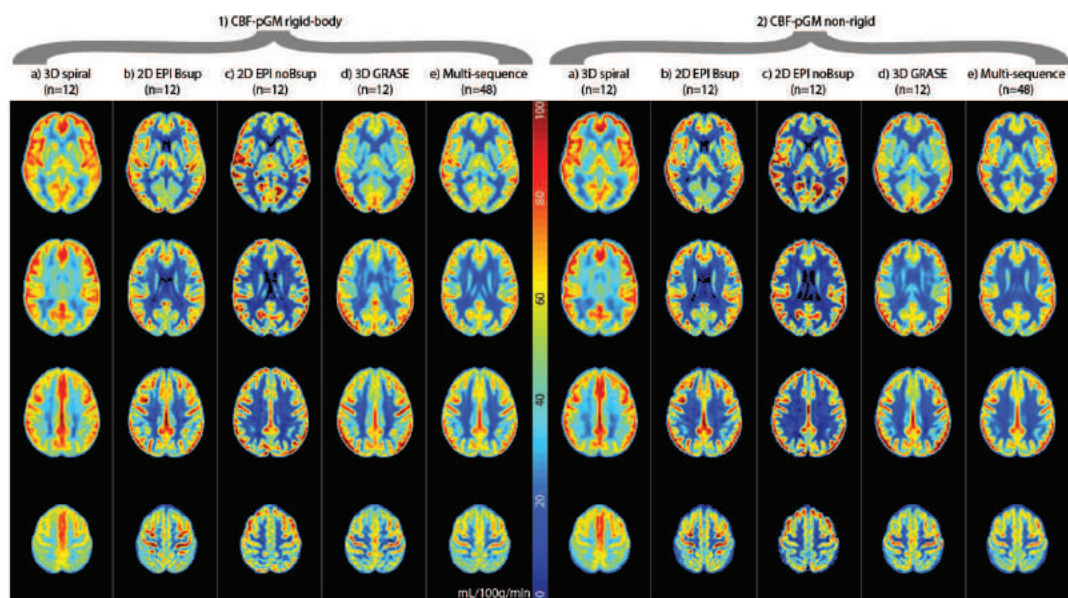 1) CBF-pGM rigid-body
2) CBF-pGM non-rigid
a) 3D spiral
(n=12)
b) 2D EPI Bsup
(n=12)
c) 2D EPI noBsup
(n=12)
d) 3D GRASE
(n=12)
e) Multi-sequence
(n=48)
a) 3D spiral
(n=12)
b) 2D EPI Bsup
(n=12)
c) 2D EPI noBsup
(n=12)
d) 3D GRASE
(n=12)
e) Multi-sequence
(n=48)
100
80
60
40
20
0
mL/100g/min